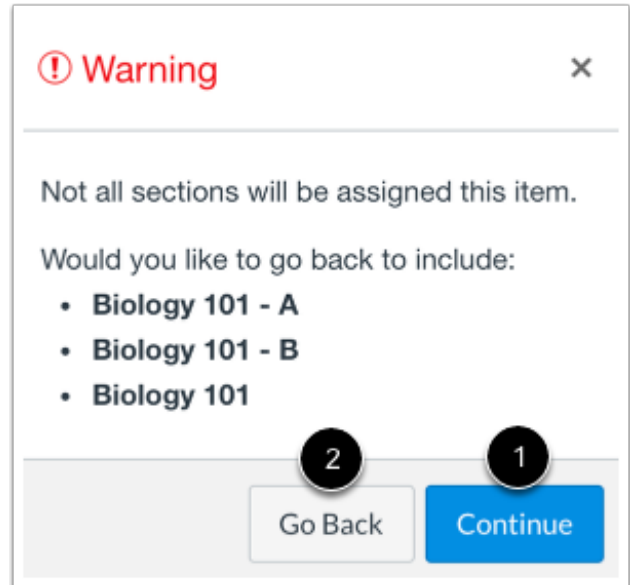 Warning ×
Not all sections will be assigned this item.
Would you like to go back to include:
• Biology 101 - A
• Biology 101 - B
• Biology 101
2 1
Go Back Continue